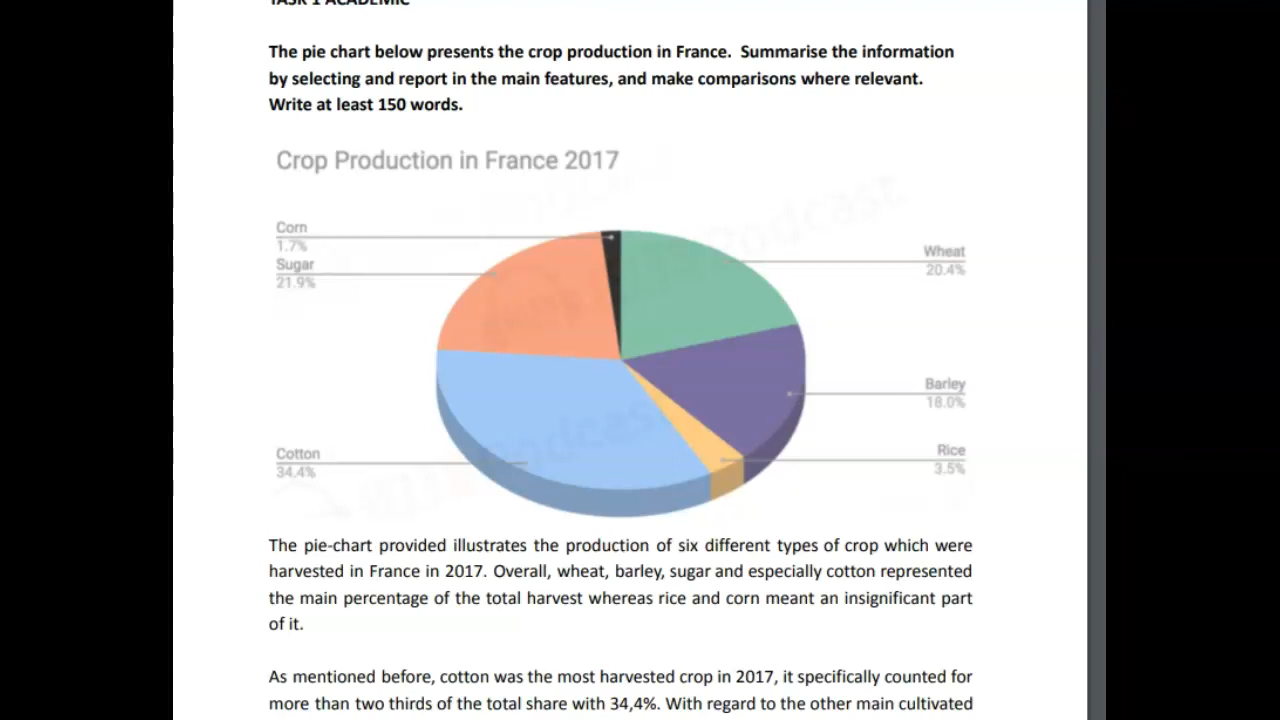 TASK 1 ACADEMIC
The pie chart below presents the crop production in France. Summarise the information
by selecting and report in the main features, and make comparisons where relevant.
Write at least 150 words.
Crop Production in France 2017
Corn
1.7%
Sugar
21.9%
Wheat
20.4%
Barley
18.0%
Cotton
34.4%
Rice
3.5%
The pie-chart provided illustrates the production of six different types of crop which were
harvested in France in 2017. Overall, wheat, barley, sugar and especially cotton represented
the main percentage of the total harvest whereas rice and corn meant an insignificant part
of it.
As mentioned before, cotton was the most harvested crop in 2017, it specifically counted for
more than two thirds of the total share with 34,4%. With regard to the other main cultivated